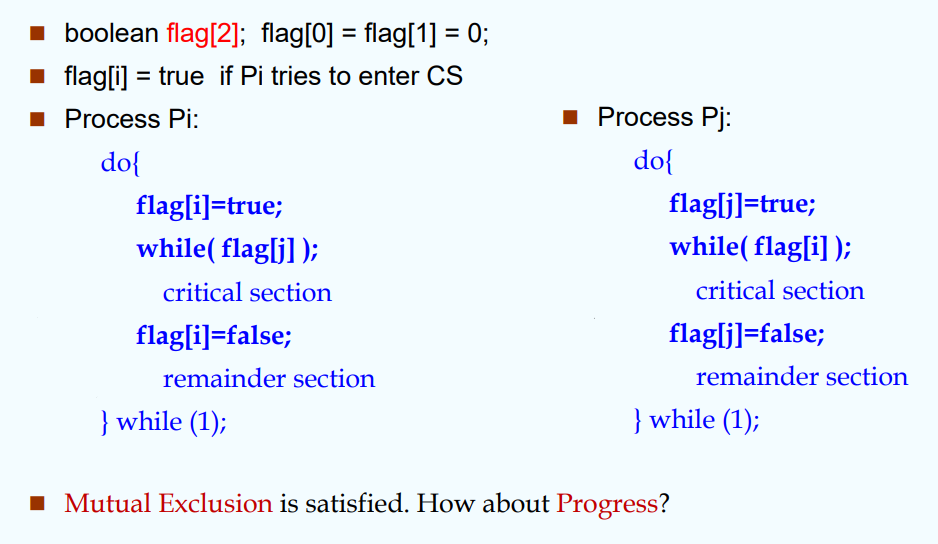 boolean flag[2]; flag[0] = flag[1] = 0;
flag[i] = true if Pi tries to enter CS
Process Pi:
do{
flag[i]=true;
while( flag[j] );
critical section
flag[i]=false;
remainder section
} while (1);
Process Pj:
do{
flag[j]=true;
while( flag[i] );
critical section
flag[j]=false;
remainder section
} while (1);
Mutual Exclusion is satisfied. How about Progress?